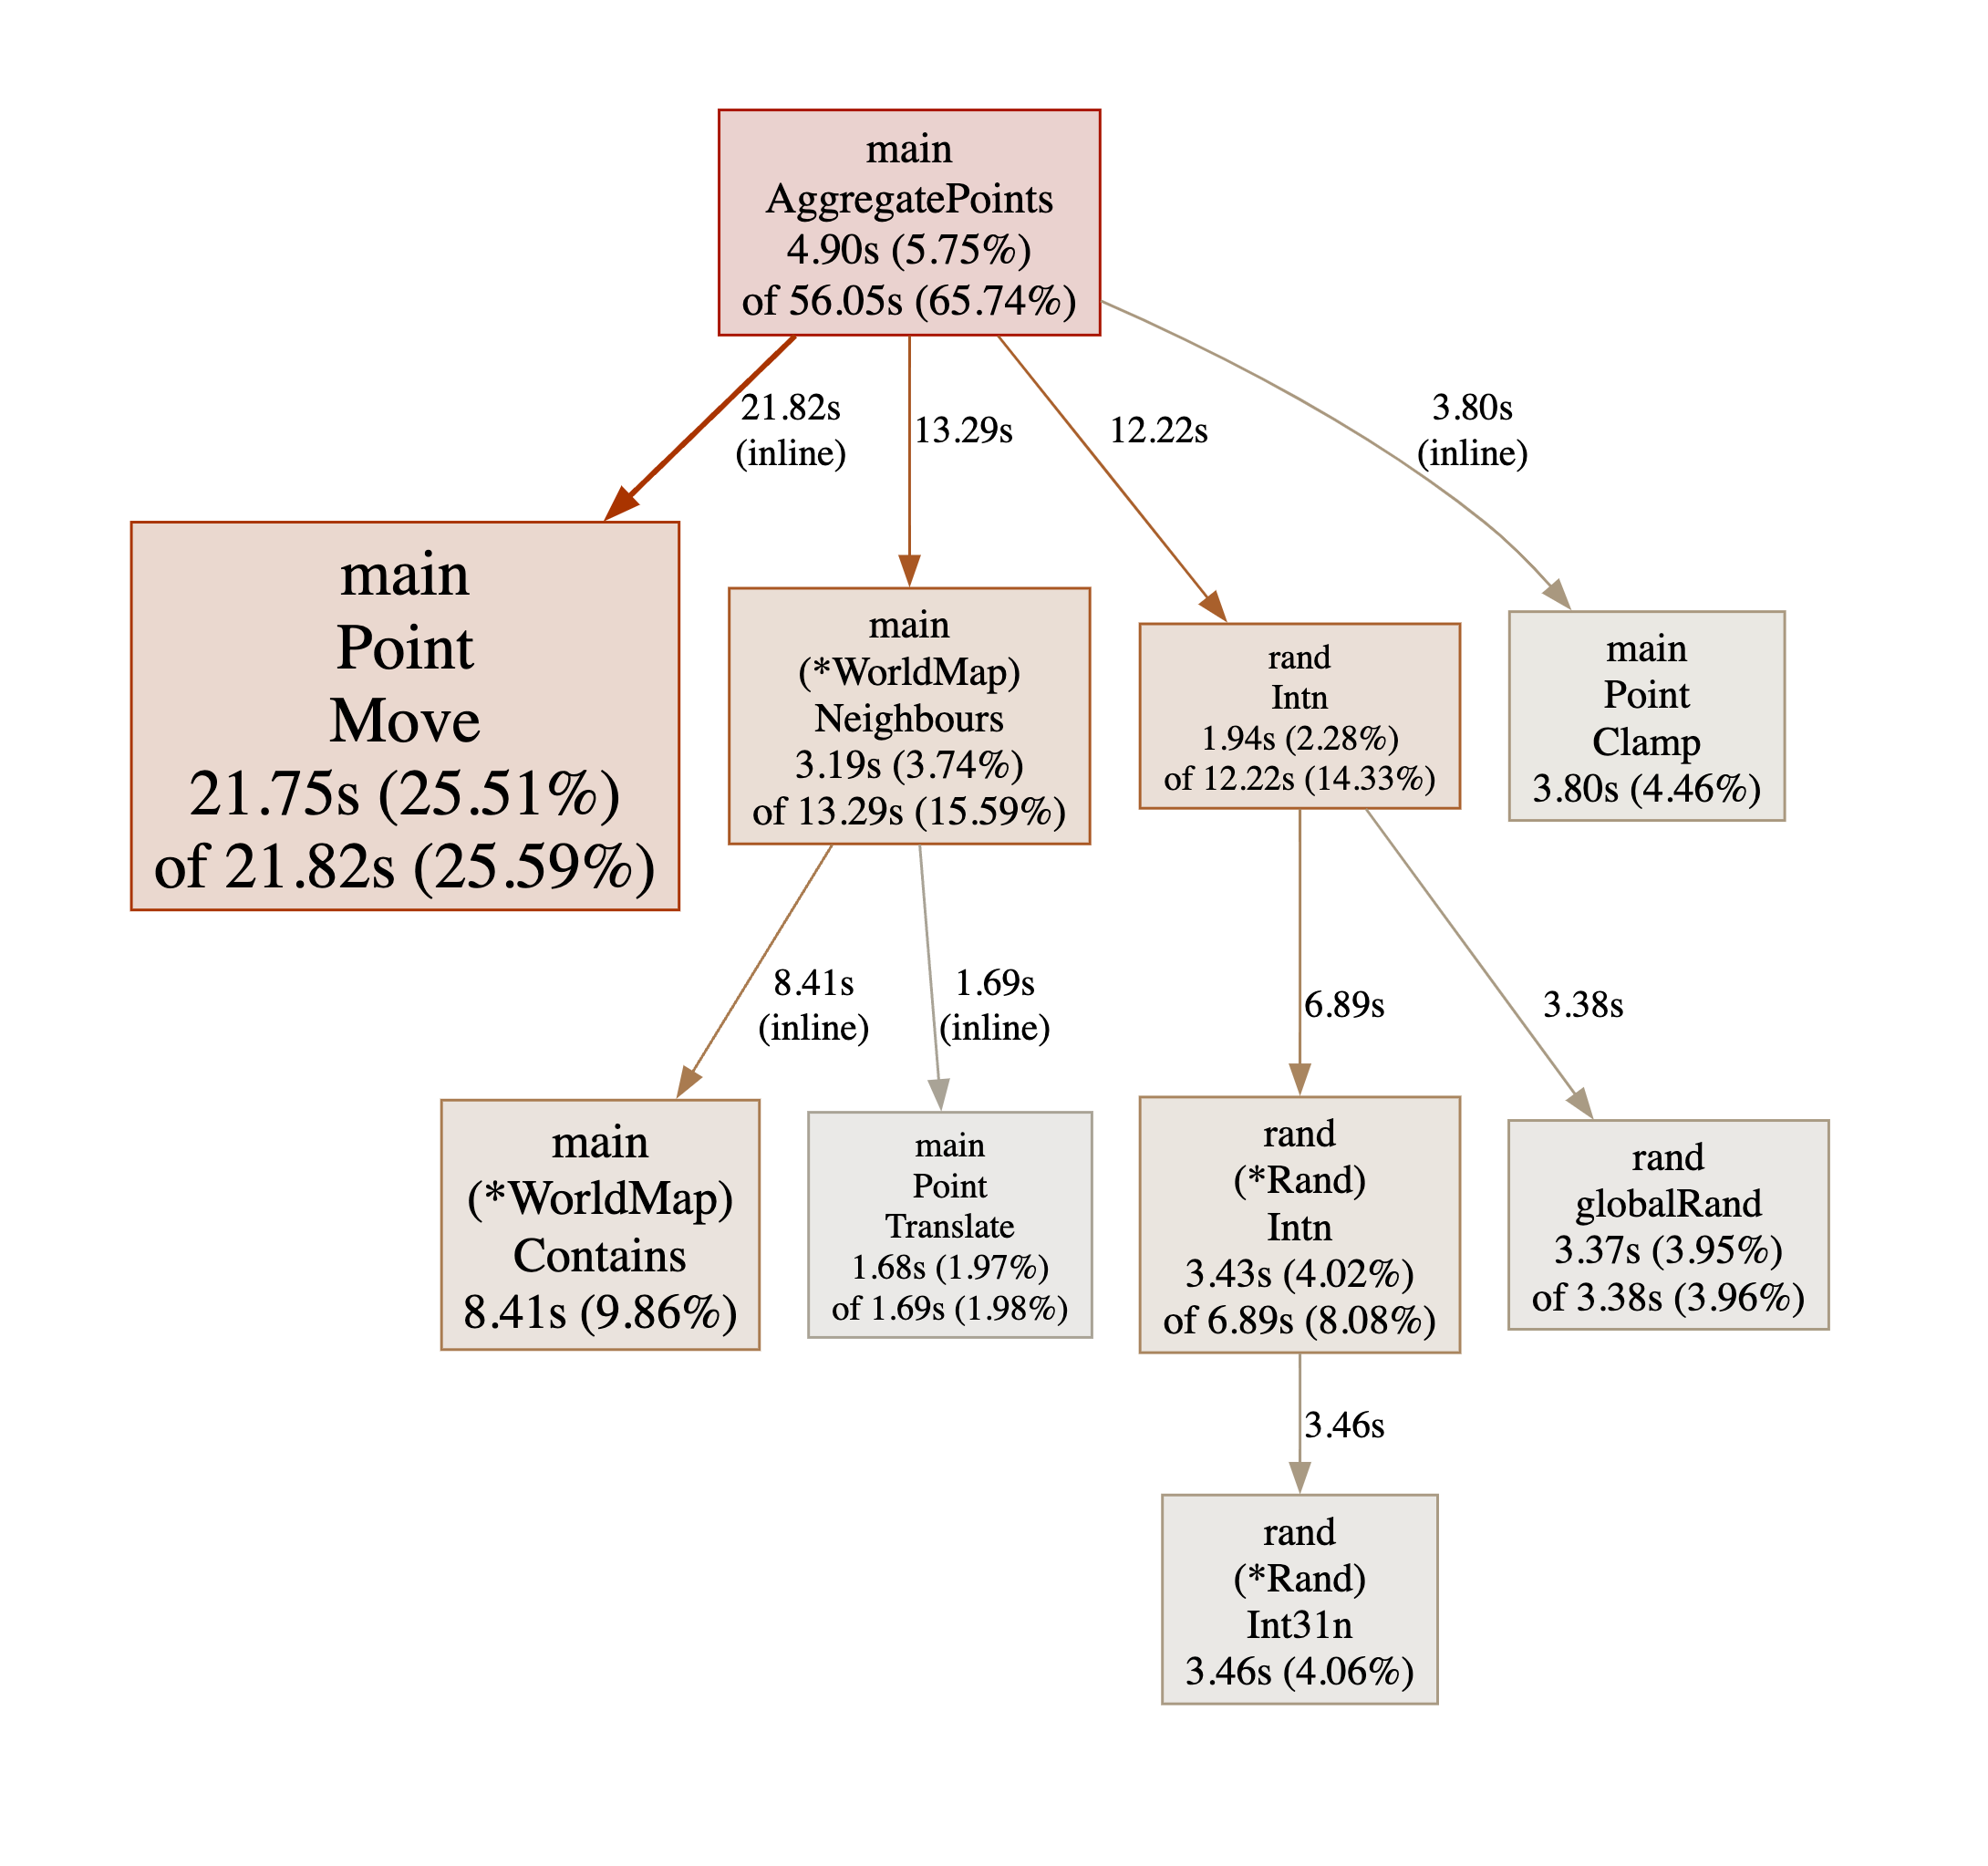 main
AggregatePoints
4.90s (5.75%)
of 56.05s (65.74%)
21.82s
(inline)
13.29s
12.22s
3.80s
(inline)
main
Point
Move
21.75s (25.51%)
of 21.82s (25.59%)
main
(*WorldMap)
Neighbours
3.19s (3.74%)
of 13.29s (15.59%)
rand
Intn
1.94s (2.28%)
of 12.22s (14.33%)
main
Point
Clamp
3.80s (4.46%)
8.41s
(inline)
1.69s
(inline)
6.89s
3.38s
main
(*WorldMap)
Contains
8.41s (9.86%)
main
Point
Translate
1.68s (1.97%)
of 1.69s (1.98%)
rand
(*Rand)
Intn
3.43s (4.02%)
of 6.89s (8.08%)
rand
globalRand
3.37s (3.95%)
of 3.38s (3.96%)
3.46s
rand
(*Rand)
Int31n
3.46s (4.06%)